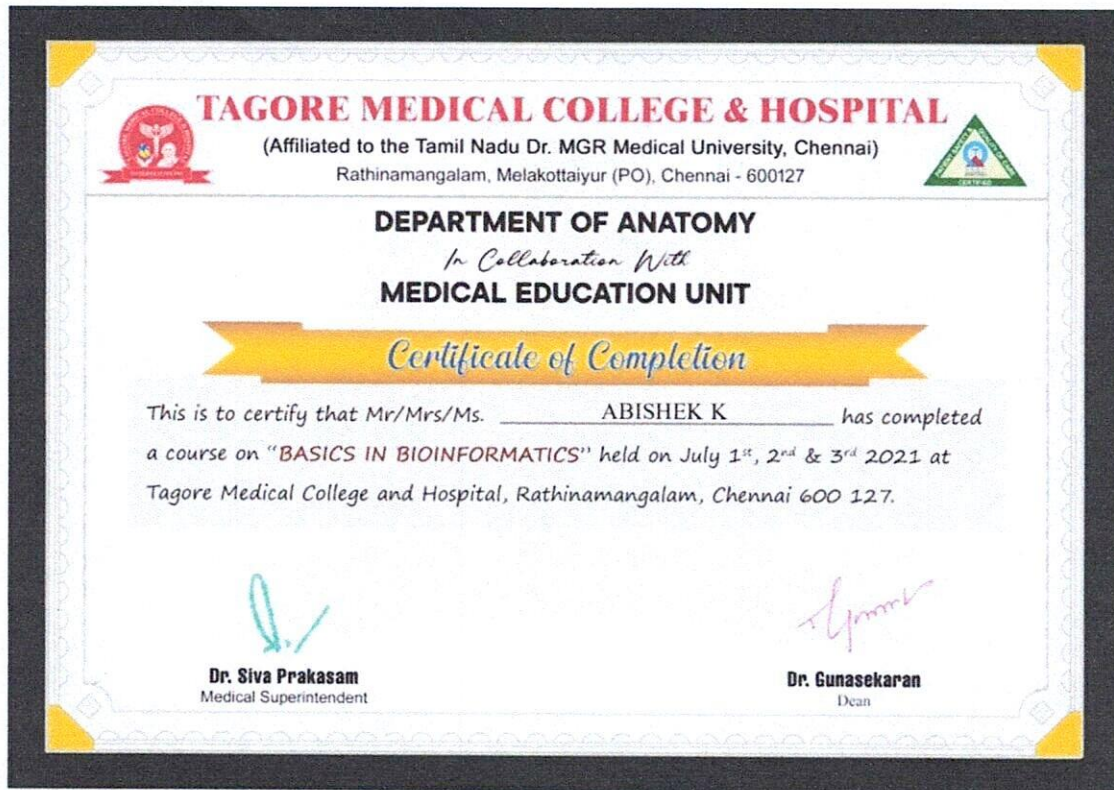 TAGORE MEDICAL COLLEGE & HOSPITAL
(Affiliated to the Tamil Nadu Dr. MGR Medical University, Chennai)
Rathinamangalam, Melakottaiyur (PO), Chennai - 600127
DEPARTMENT OF ANATOMY
In Collaboration With
MEDICAL EDUCATION UNIT
Certificate of Completion
This is to certify that Mr/Mrs/Ms. ABISHEK K has completed
a course on "BASICS IN BIOINFORMATICS" held on July 1st, 2nd & 3rd 2021 at
Tagore Medical College and Hospital, Rathinamangalam, Chennai 600 127.
Dr. Siva Prakasam
Medical Superintendent
Dr. Gunasekaran
Dean
CERTIFIED